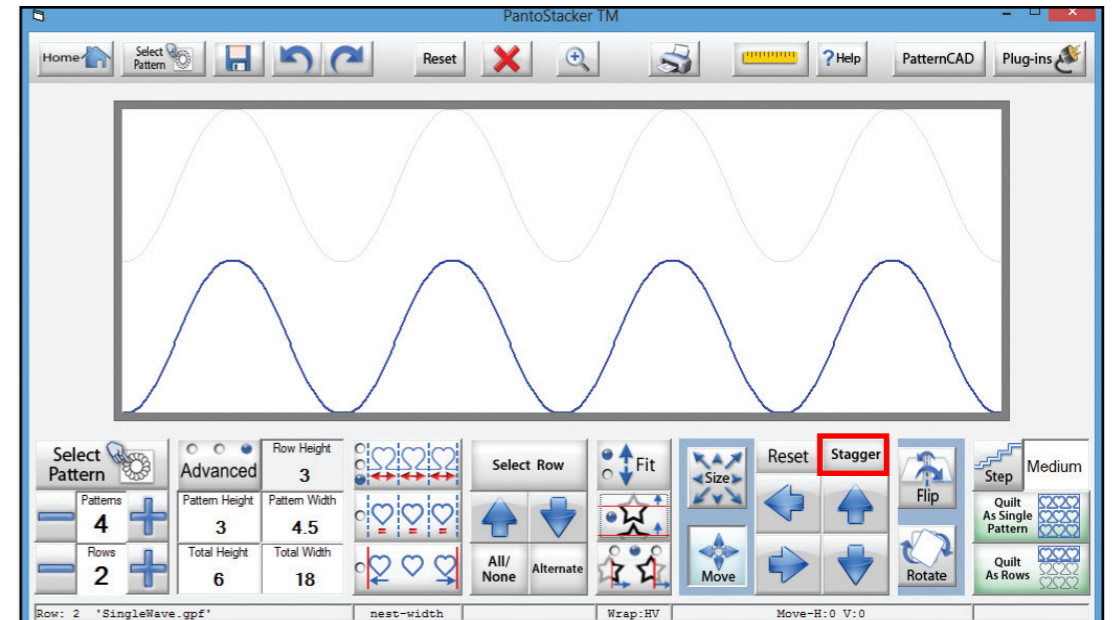 PantoStacker TM
Home
Select
Pattern
Reset
?Help
PatternCAD
Plug-ins
Select
Pattern
Advanced
Row Height
3
Patterns
4
Pattern Height
3
Pattern Width
4.5
Rows
2
Total Height
6
Total Width
18
= = =
Select Row
All/
None
Alternate
Fit
Size
Move
Reset
Stagger
Flip
Rotate
Step
Medium
Quilt
As Single
Pattern
Quilt
As Rows
Row: 2 'SingleWave.gpf'
nest-width
Wrap:HV
Move-H:0 V:0